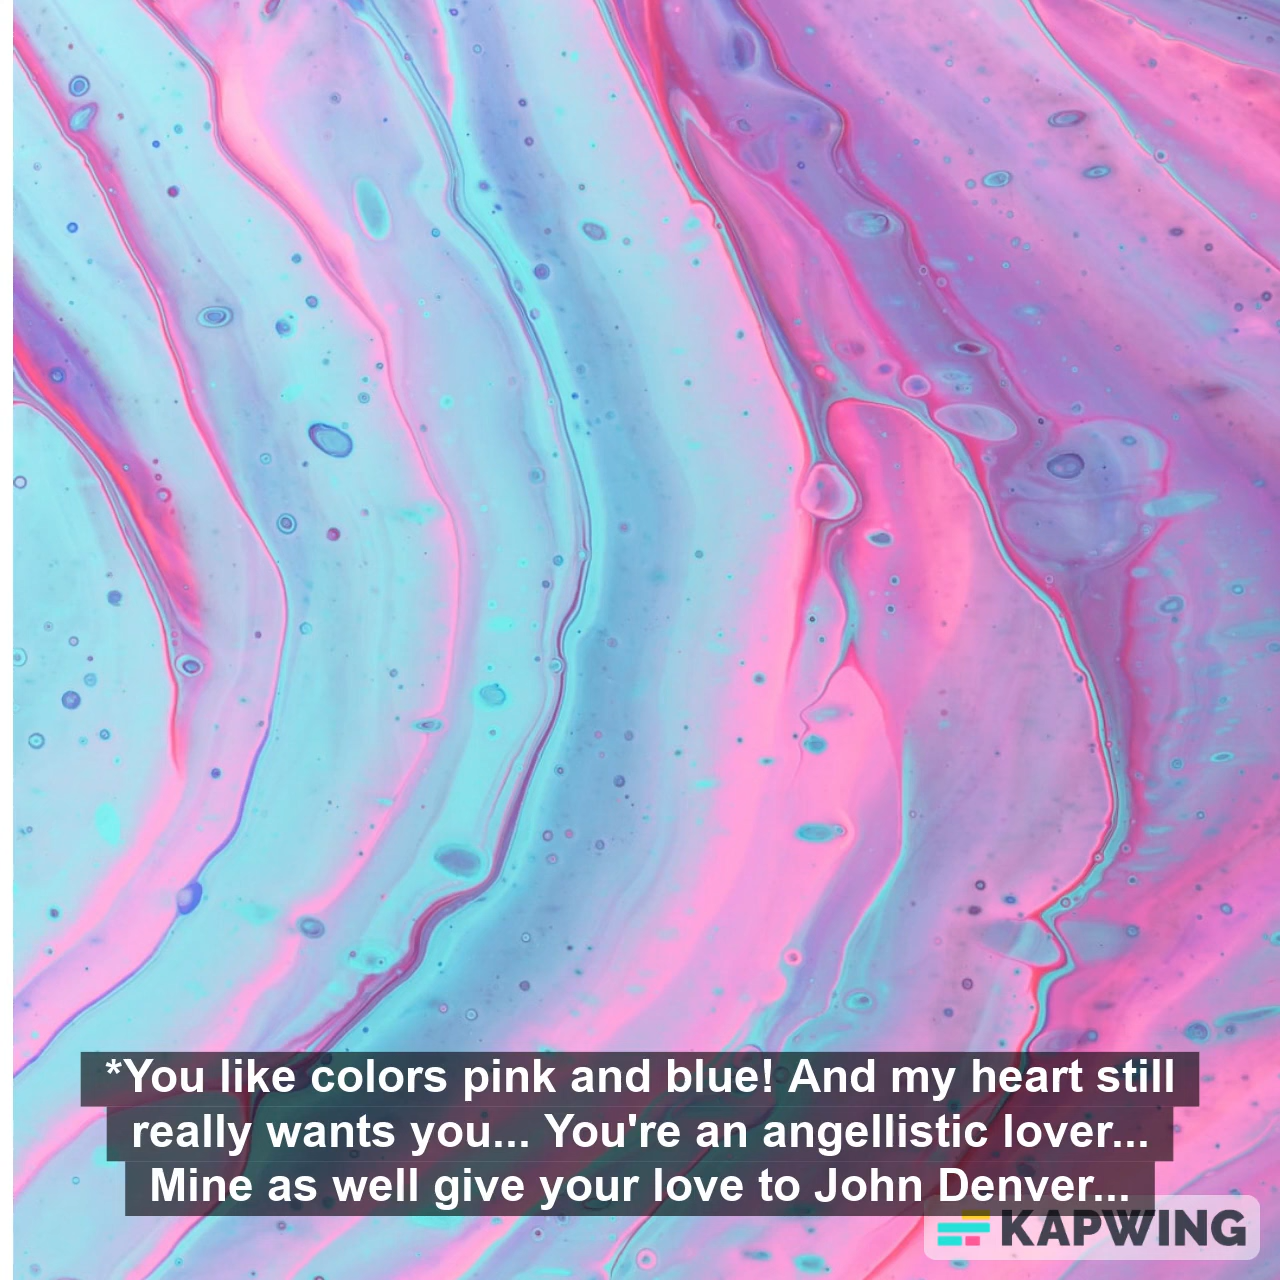 *You like colors pink and blue! And my heart still
really wants you... You're an angellistic lover...
Mine as well give your love to John Denver...
KAPWING